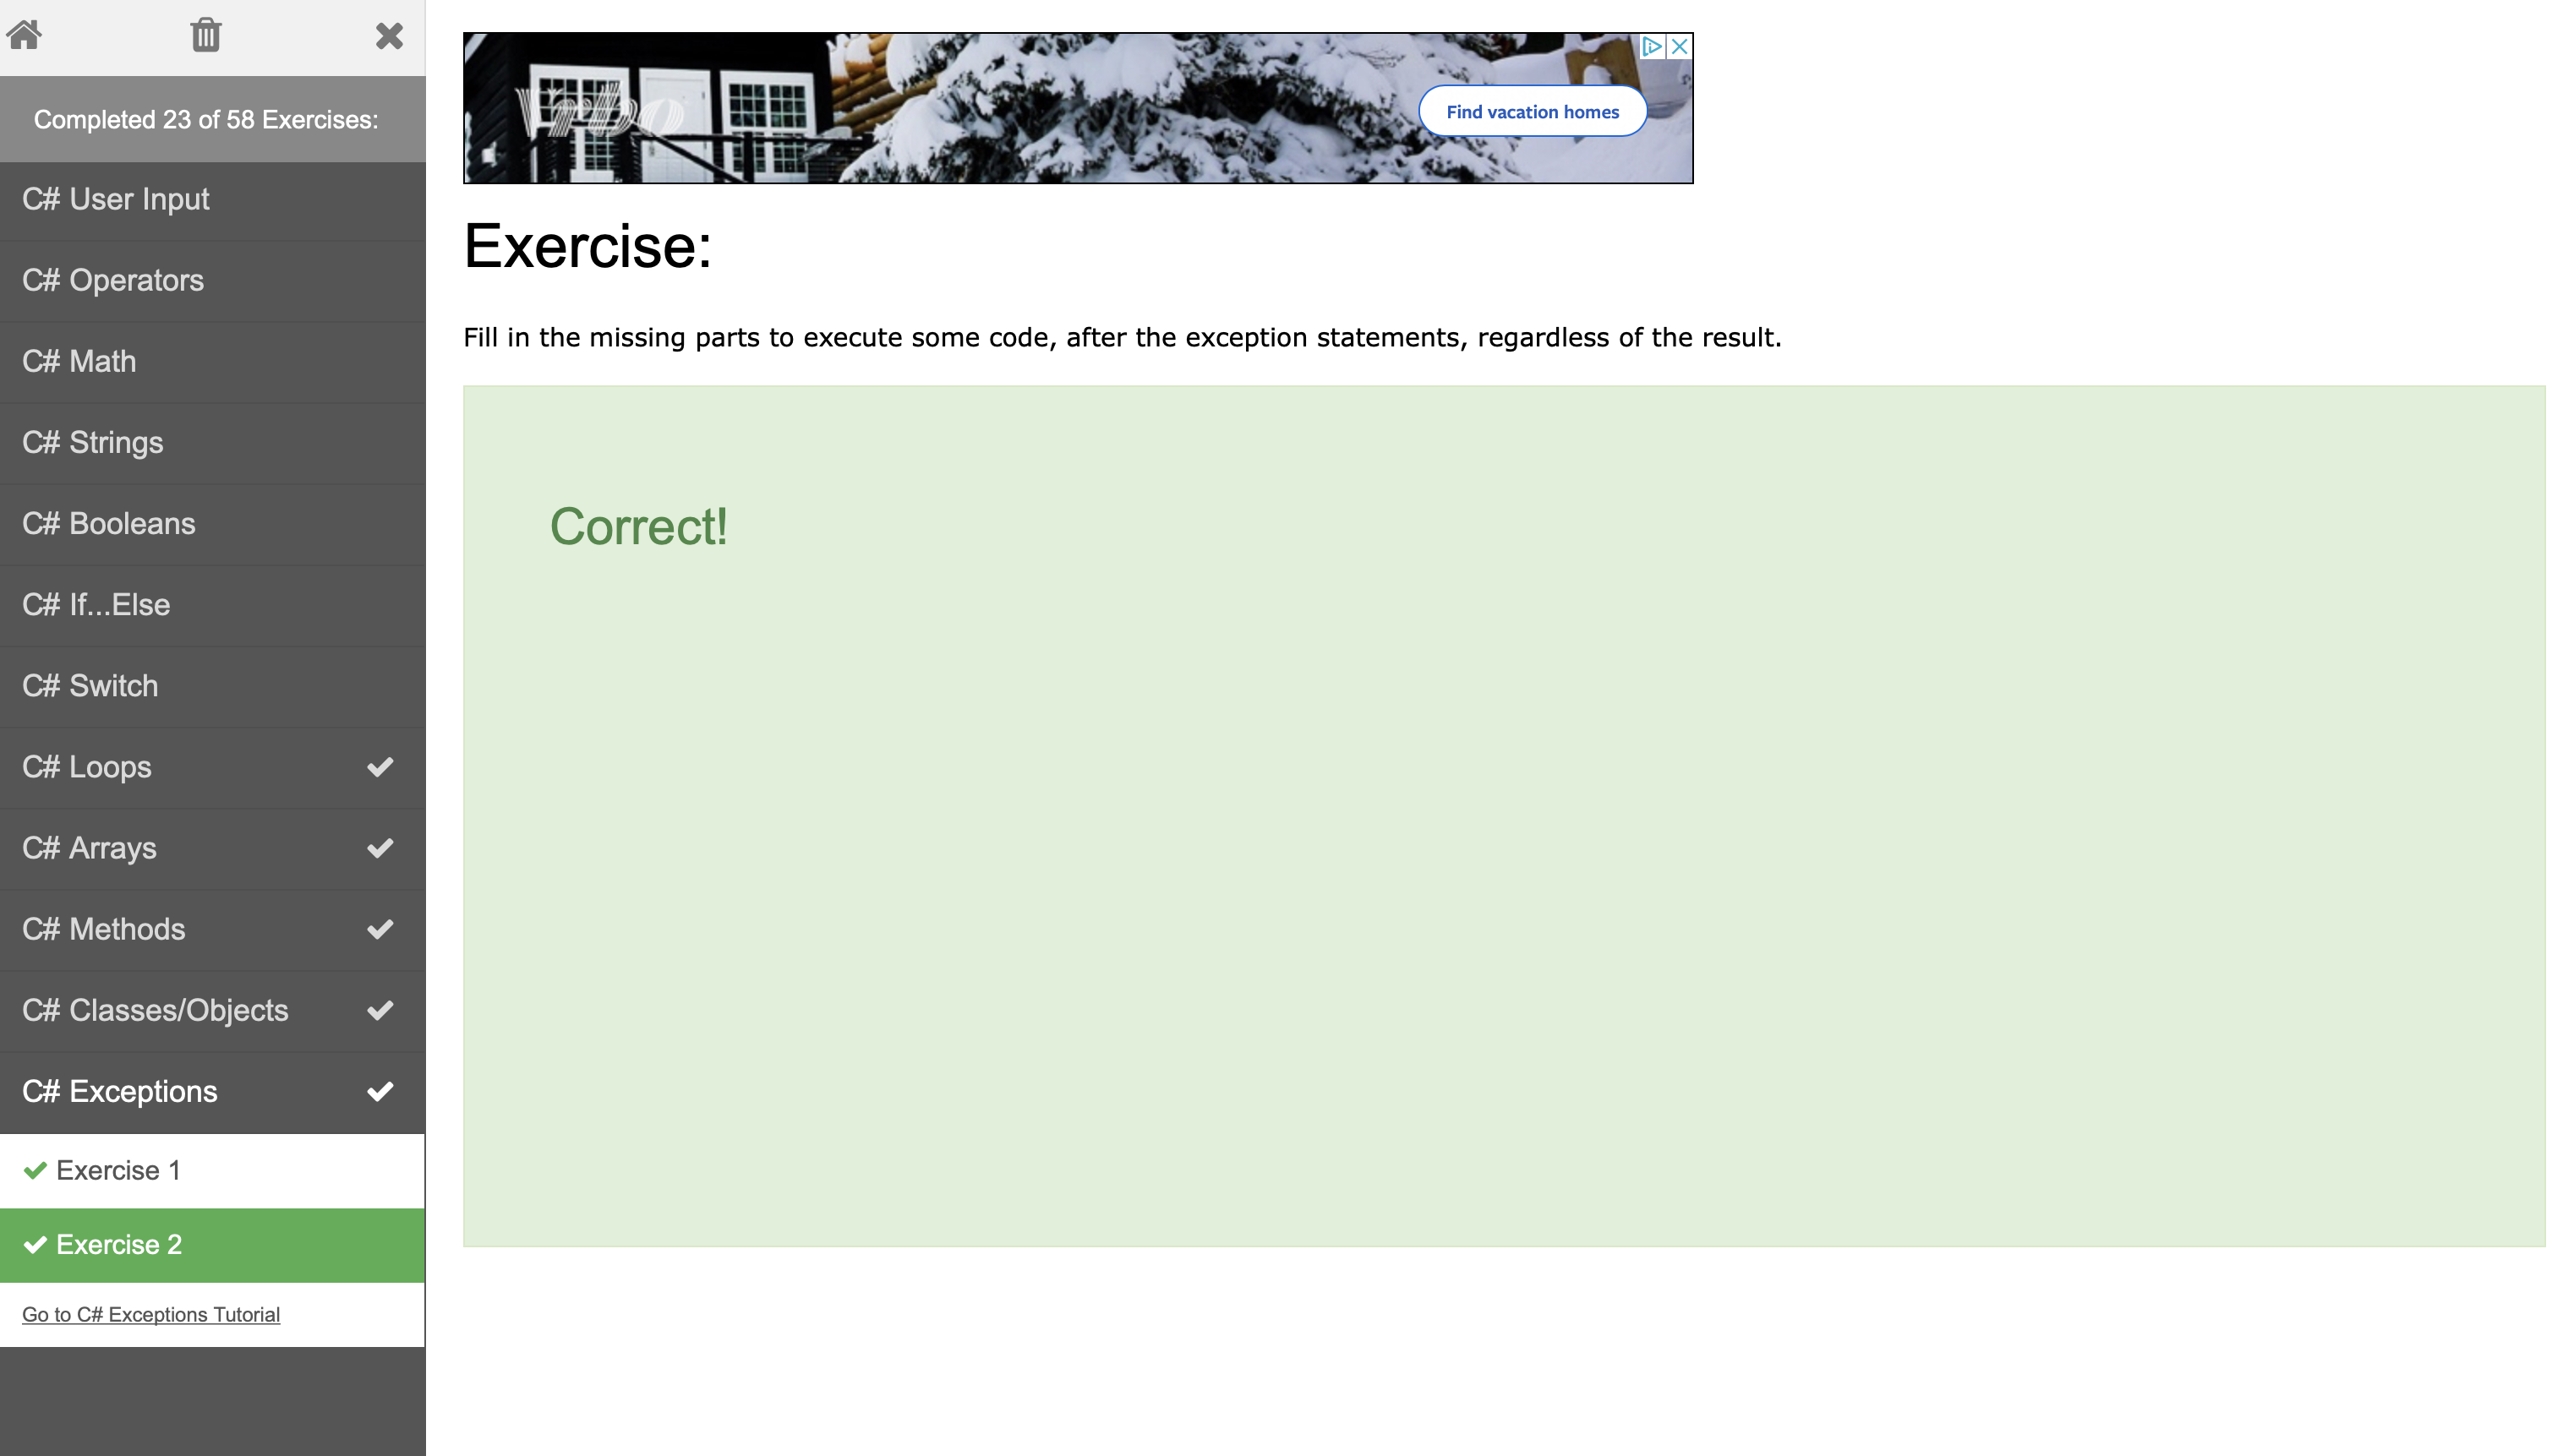 Completed 23 of 58 Exercises:
C# User Input
C# Operators
C# Math
C# Strings
C# Booleans
C# If...Else
C# Switch
C# Loops
C# Arrays
C# Methods
C# Classes/Objects
C# Exceptions
Exercise 1
Exercise 2
Go to C# Exceptions Tutorial
Vrbo
Find vacation homes
Exercise:
Fill in the missing parts to execute some code, after the exception statements, regardless of the result.
Correct!